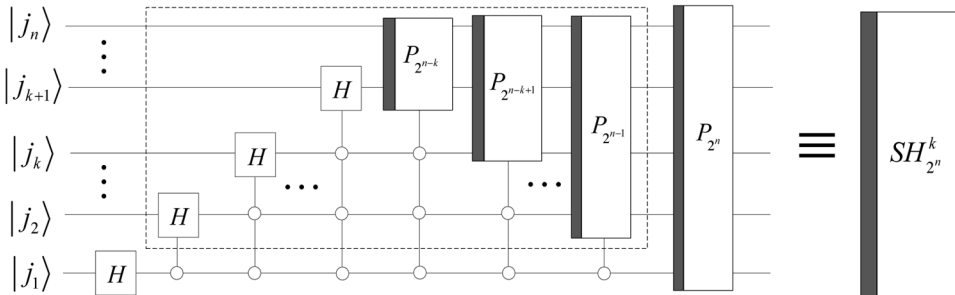 |j_n⟩
⋮
|j_{k+1}⟩
|j_k⟩
⋮
|j_2⟩
|j_1⟩
H
H
H ...
H
P_{2^{n-k}}
P_{2^{n-k+1}} ...
P_{2^{n-1}}
P_{2^n}
≡
SH^k_{2^n}